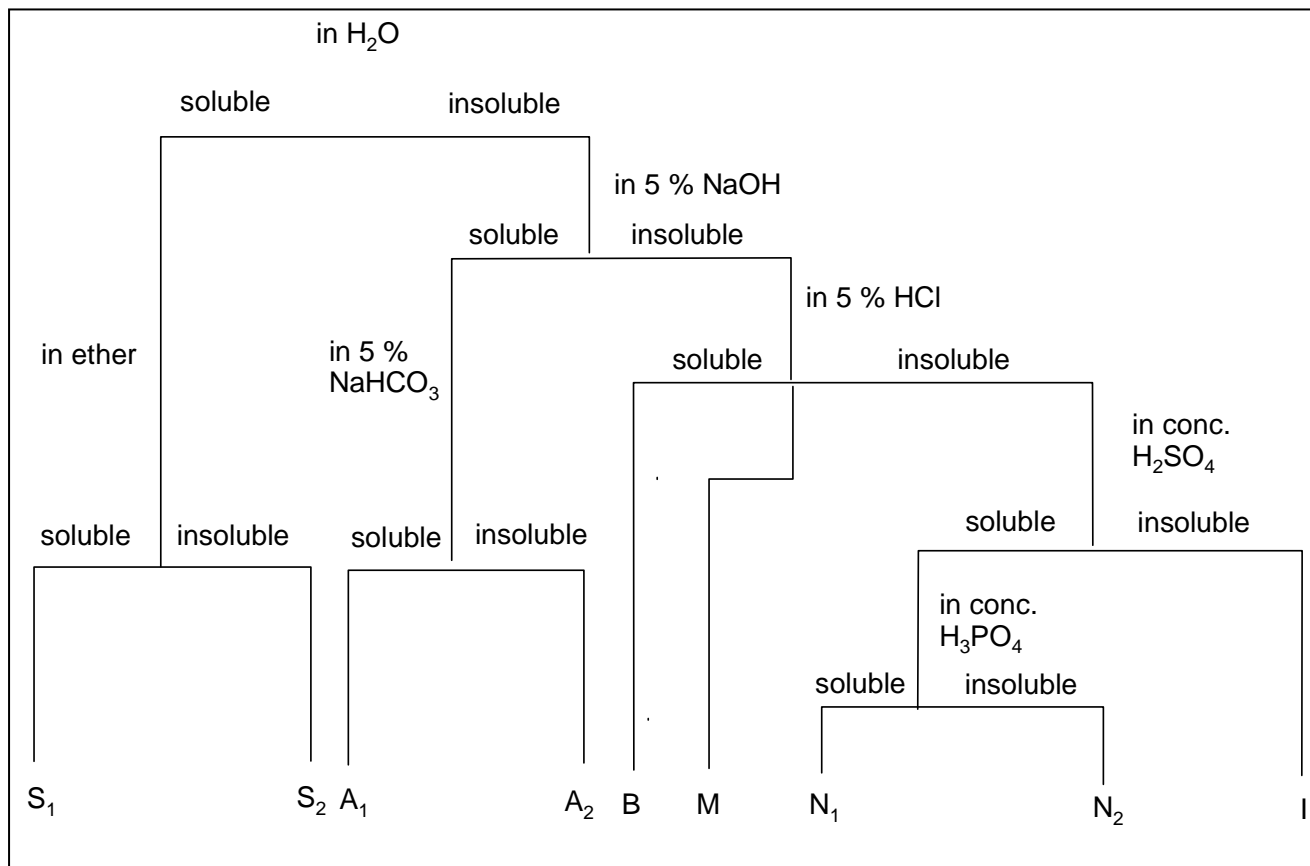 in H₂O
soluble insoluble
in 5 % NaOH
soluble insoluble
in 5 % HCl
in ether
in 5 %
NaHCO₃
soluble insoluble
in conc.
H₂SO₄
soluble insoluble
soluble insoluble
soluble insoluble
in conc.
H₃PO₄
soluble insoluble
S₁ S₂ A₁ A₂ B M N₁ N₂ I